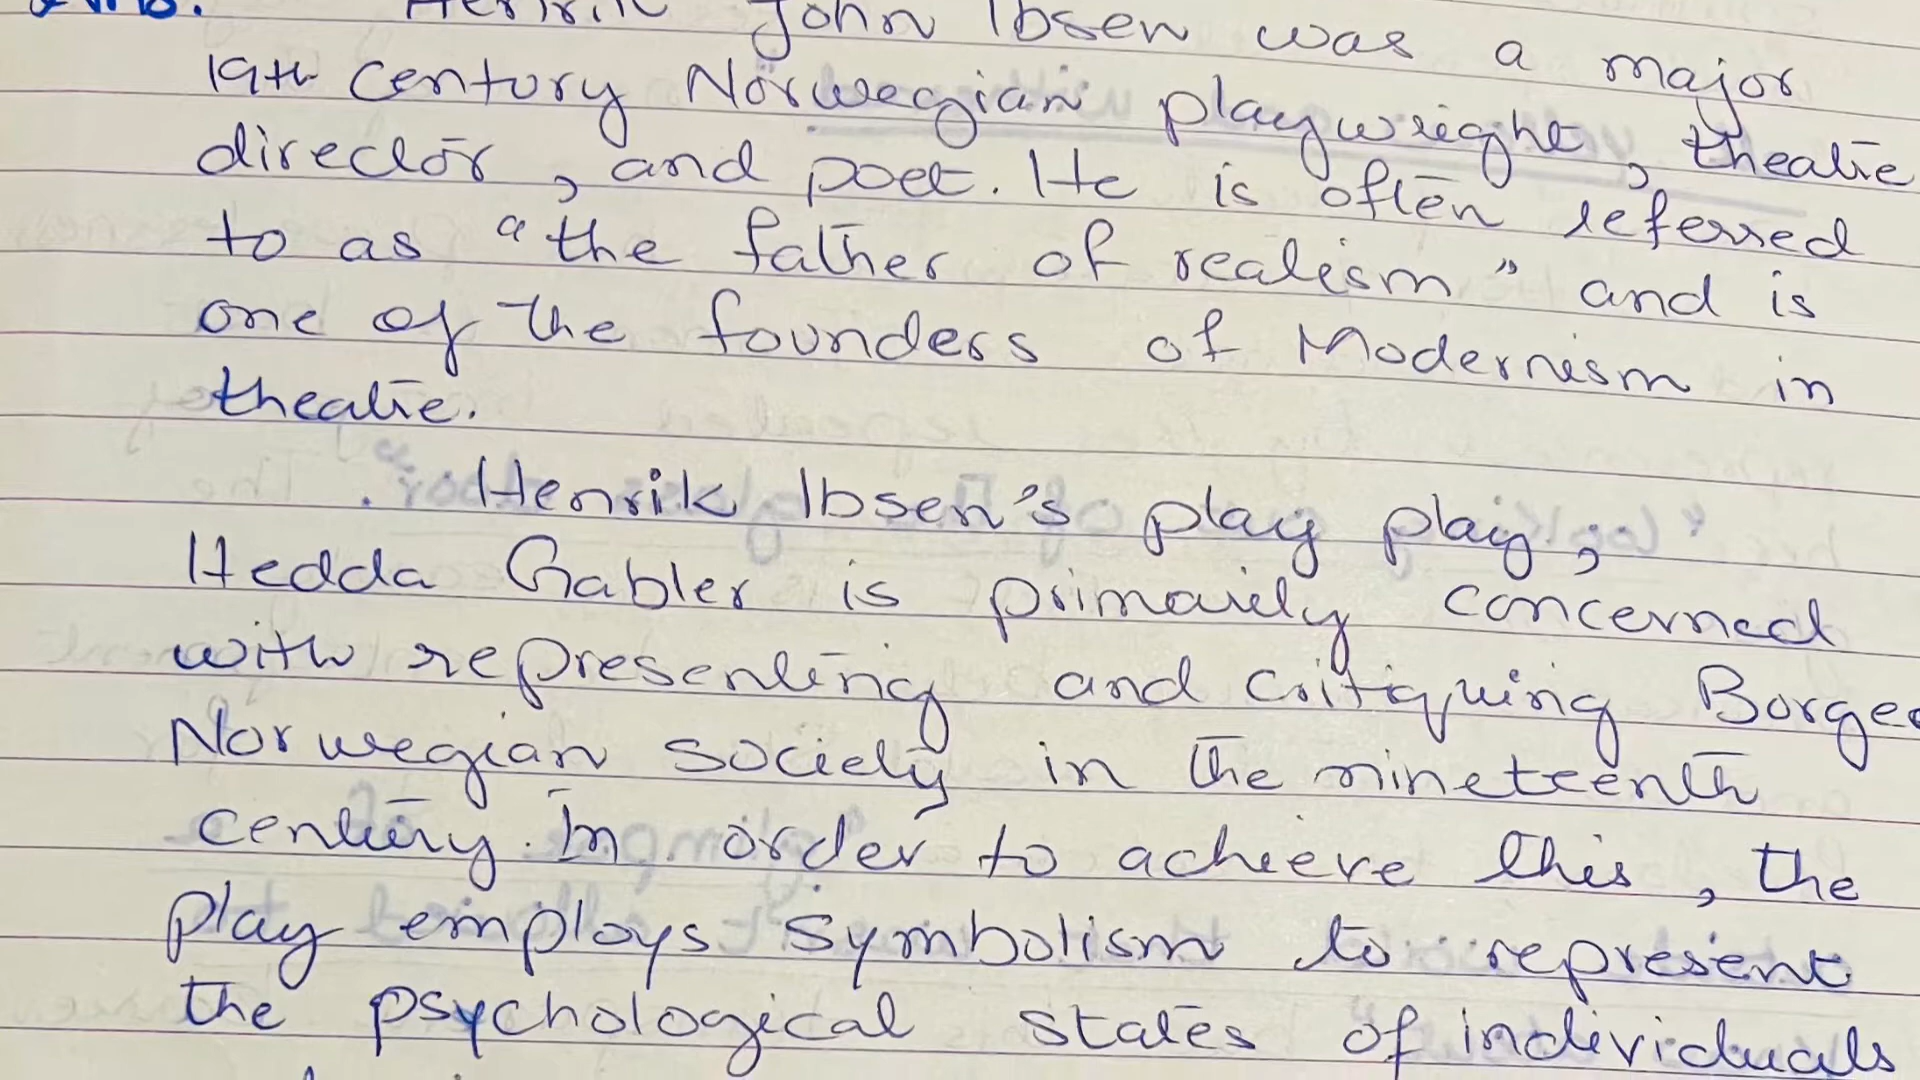 Ans. Henrik John Ibsen was a major
19th century Norwegian playwright, theatre
director, and poet. He is often referred
to as "the father of realism" and is
one of the founders of Modernism in
theatre.
Henrik Ibsen's play play,
Hedda Gabler is primarily concerned
with representing and critiquing
Norwegian society in the nineteenth
century. In order to achieve this, the
play employs symbolism to represent
the psychological states of individuals